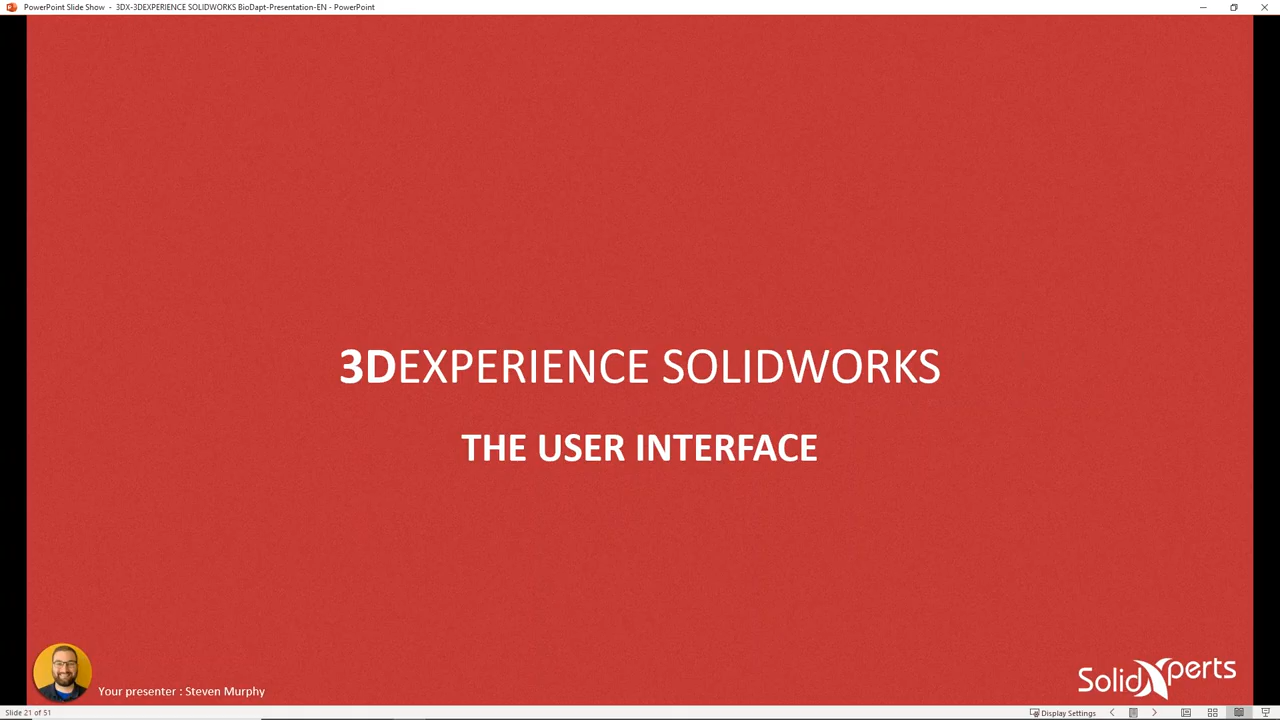 PowerPoint Slide Show - 3DX-3DEXPERIENCE SOLIDWORKS BioDapt-Presentation-EN - PowerPoint
3DEXPERIENCE SOLIDWORKS
THE USER INTERFACE
Your presenter : Steven Murphy
SolidXperts
Slide 21 of 51
Display Settings